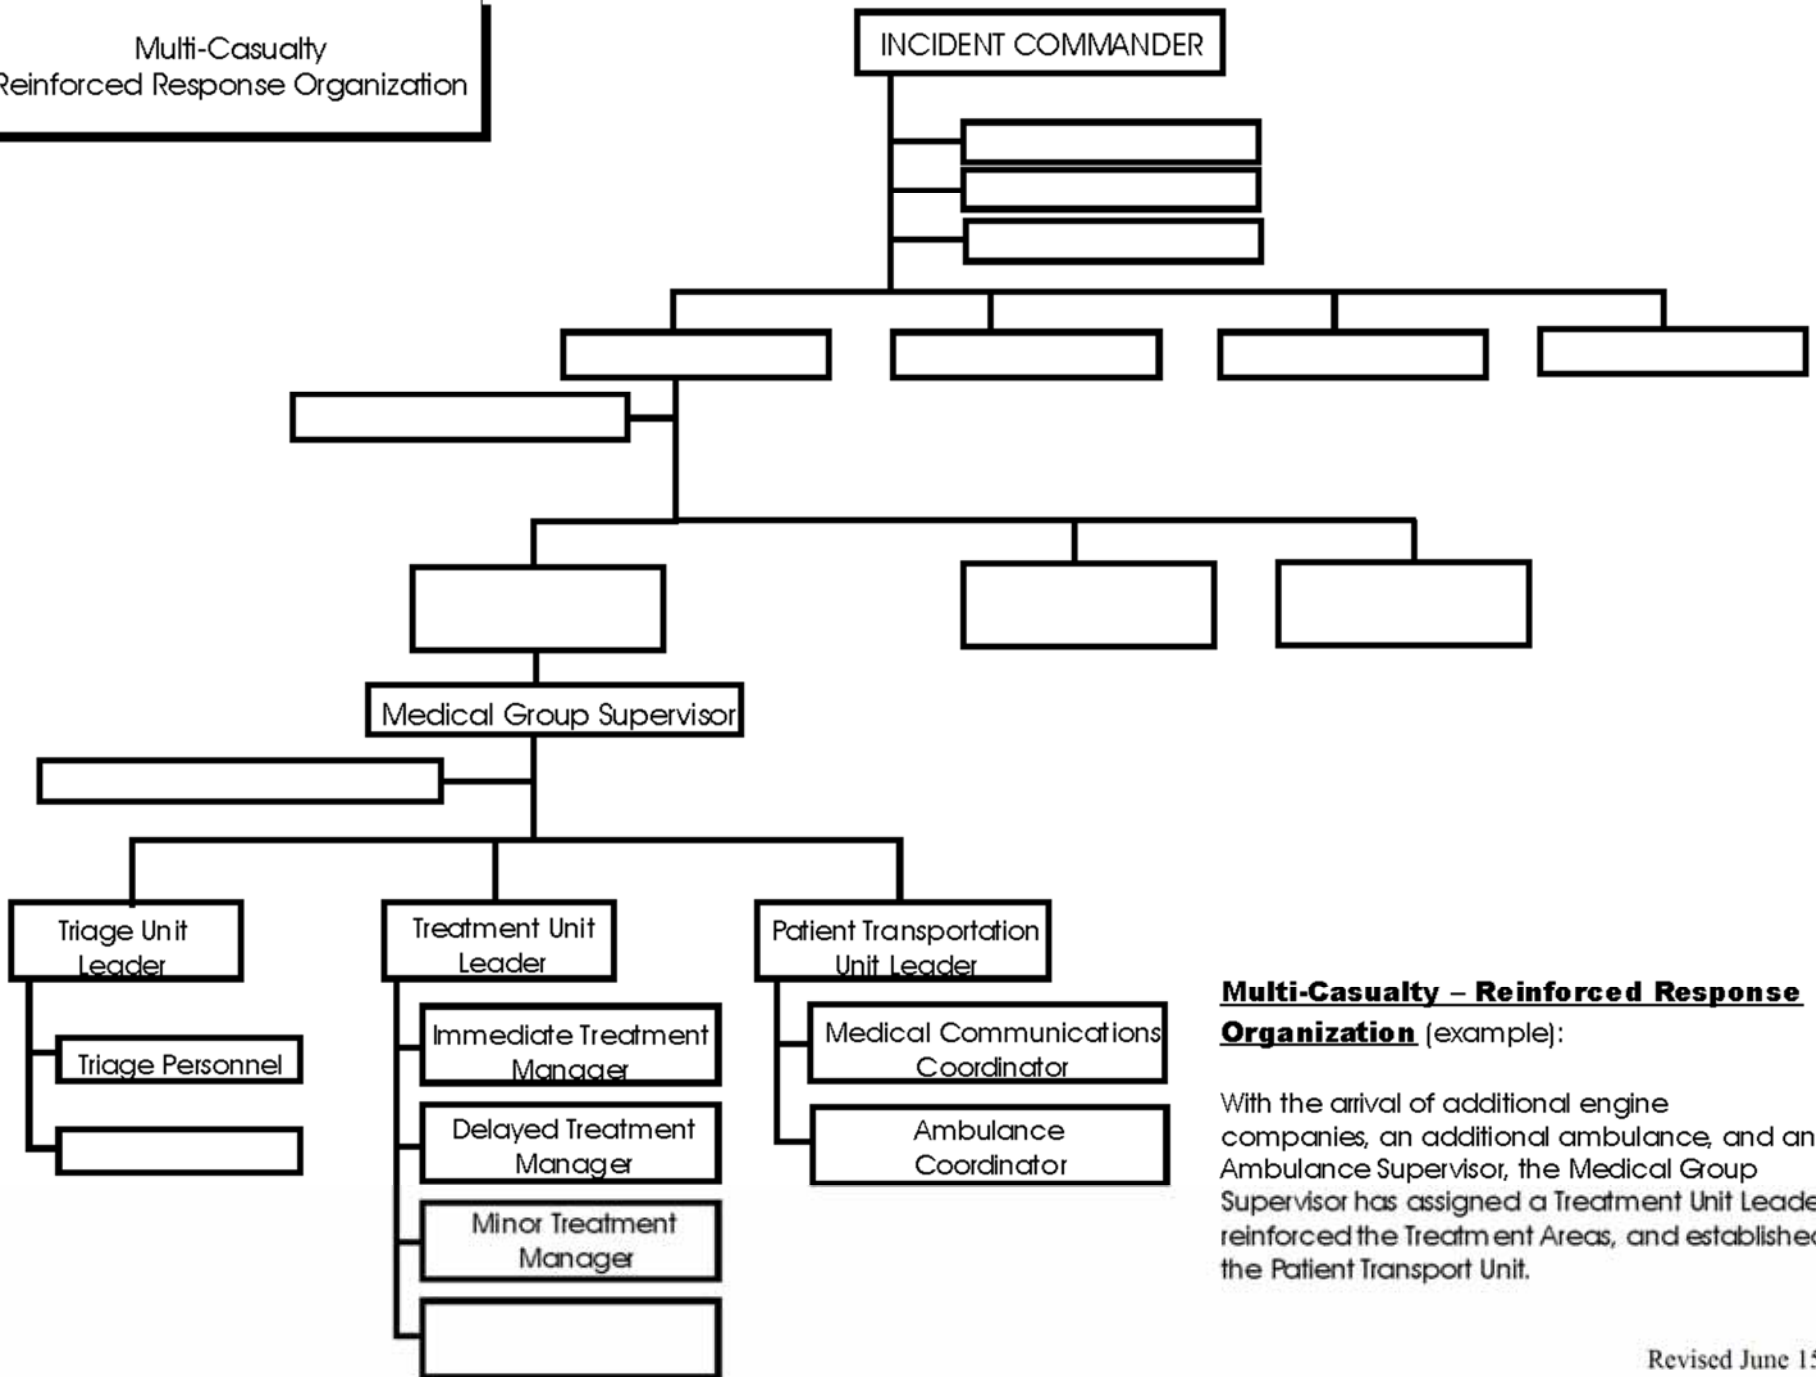 Multi-Casualty
Reinforced Response Organization
INCIDENT COMMANDER
Medical Group Supervisor
Triage Unit
Leader
Treatment Unit
Leader
Patient Transportation
Unit Leader
Triage Personnel
Immediate Treatment
Manager
Delayed Treatment
Manager
Minor Treatment
Manager
Medical Communications
Coordinator
Ambulance
Coordinator
Multi-Casualty – Reinforced Response
Organization (example):
With the arrival of additional engine
companies, an additional ambulance, and an
Ambulance Supervisor, the Medical Group
Supervisor has assigned a Treatment Unit Leade
reinforced the Treatment Areas, and established
the Patient Transport Unit.
Revised June 15